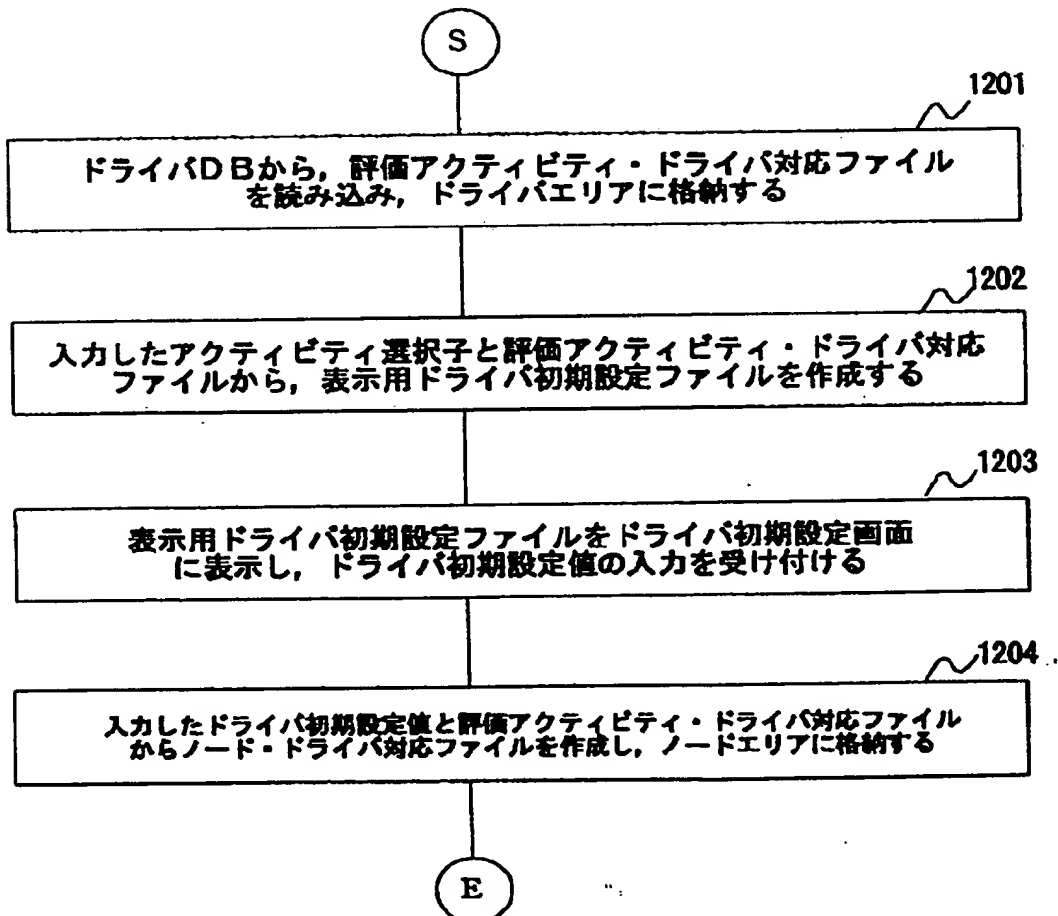 S
1201
ドライバDBから，評価アクティビティ・ドライバ対応ファイル
を読み込み，ドライバエリアに格納する
1202
入力したアクティビティ選択子と評価アクティビティ・ドライバ対応
ファイルから，表示用ドライバ初期設定ファイルを作成する
1203
表示用ドライバ初期設定ファイルをドライバ初期設定画面
に表示し，ドライバ初期設定値の入力を受け付ける
1204
入力したドライバ初期設定値と評価アクティビティ・ドライバ対応ファイル
からノード・ドライバ対応ファイルを作成し，ノードエリアに格納する
E